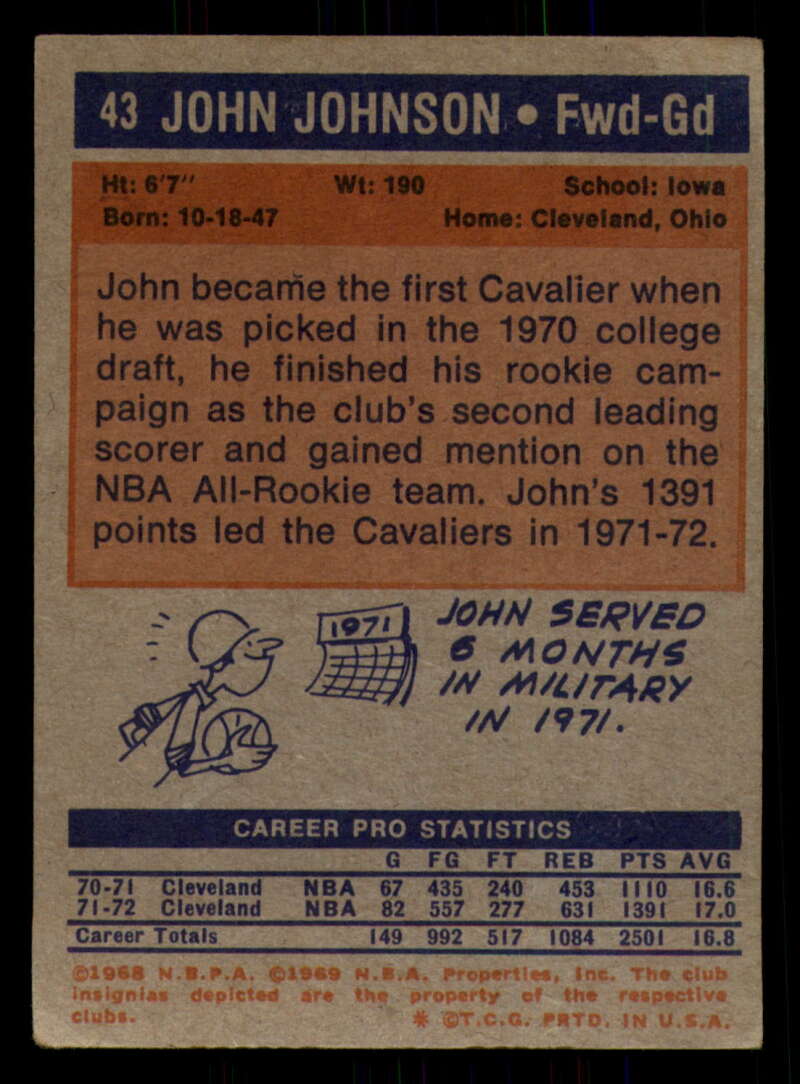 43 JOHN JOHNSON • Fwd-Gd
Ht: 6'7" Wt: 190 School: Iowa
Born: 10-18-47 Home: Cleveland, Ohio
John became the first Cavalier when
he was picked in the 1970 college
draft, he finished his rookie cam-
paign as the club's second leading
scorer and gained mention on the
NBA All-Rookie team. John's 1391
points led the Cavaliers in 1971-72.
1971
JOHN SERVED
6 MONTHS
IN MILITARY
IN 1971.
CAREER PRO STATISTICS
G FG FT REB PTS AVG
70-71 Cleveland NBA 67 435 240 453 1110 16.6
71-72 Cleveland NBA 82 557 277 631 1391 17.0
Career Totals 149 992 517 1084 2501 16.8
©1968 N.B.P.A. ©1969 N.B.A. Properties, Inc. The club
insignias depicted are the property of the respective
clubs. * ©T.C.G. PRTD. IN U.S.A.